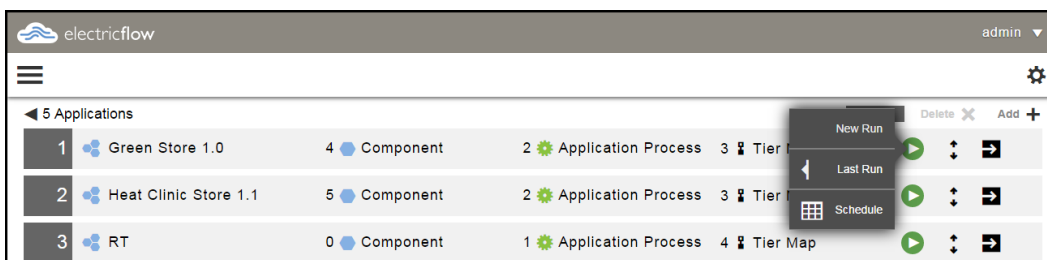 electricflow admin
5 Applications Delete Add
New Run
1 Green Store 1.0 4 Component 2 Application Process 3 Tier
Last Run
2 Heat Clinic Store 1.1 5 Component 2 Application Process 3 Tier
Schedule
3 RT 0 Component 1 Application Process 4 Tier Map